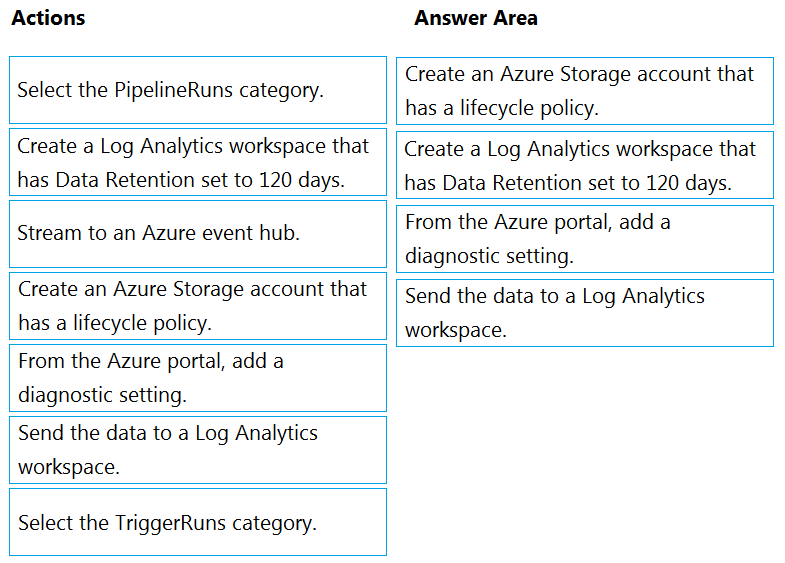 Actions
Select the PipelineRuns category.
Create a Log Analytics workspace that
has Data Retention set to 120 days.
Stream to an Azure event hub.
Create an Azure Storage account that
has a lifecycle policy.
From the Azure portal, add a
diagnostic setting.
Send the data to a Log Analytics
workspace.
Select the TriggerRuns category.
Answer Area
Create an Azure Storage account that
has a lifecycle policy.
Create a Log Analytics workspace that
has Data Retention set to 120 days.
From the Azure portal, add a
diagnostic setting.
Send the data to a Log Analytics
workspace.